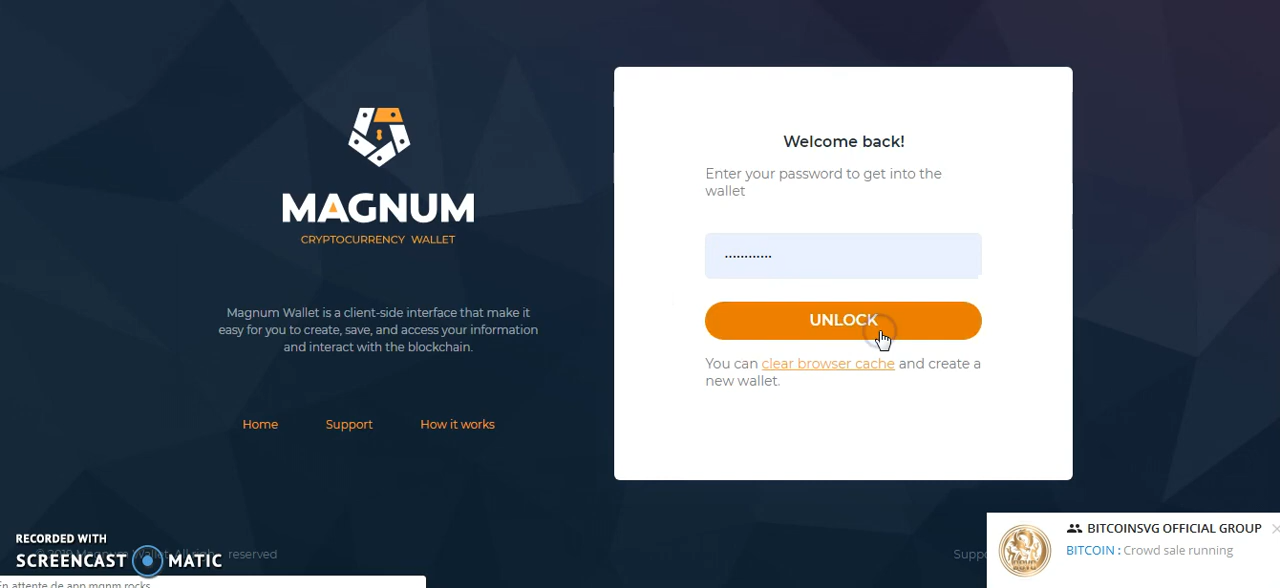 MAGNUM
CRYPTOCURRENCY WALLET
Magnum Wallet is a client-side interface that make it
easy for you to create, save, and access your information
and interact with the blockchain.
Home Support How it works
Welcome back!
Enter your password to get into the
wallet
............
UNLOCK
You can clear browser cache and create a
new wallet.
RECORDED WITH
SCREENCAST MATIC
reserved
BITCOINSVG OFFICIAL GROUP
BITCOIN : Crowd sale running